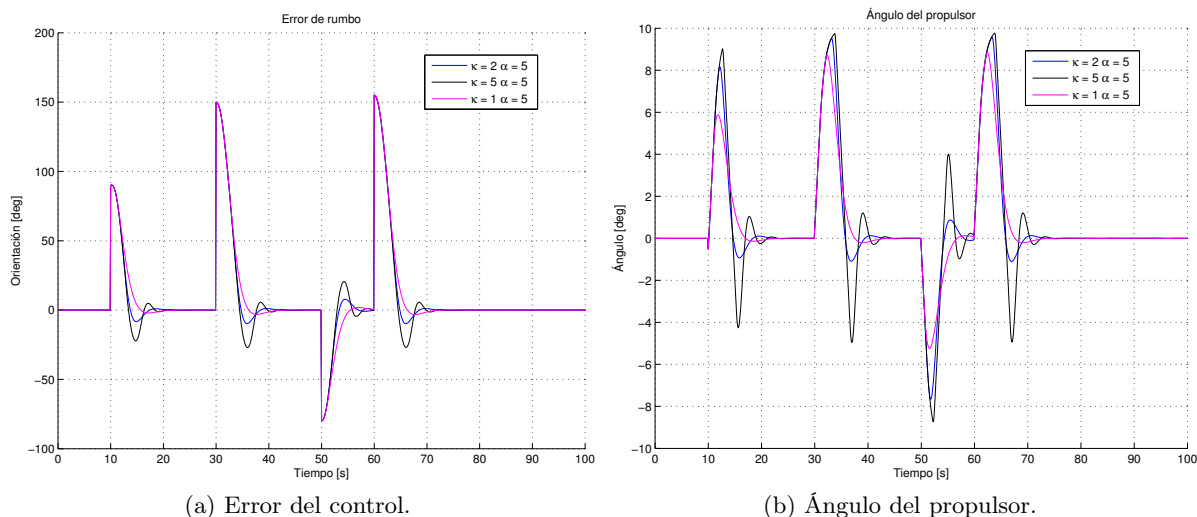 Error de rumbo
200
150
100
50
0
−50
−100
Orientación [deg]
0 10 20 30 40 50 60 70 80 90 100
Tiempo [s]
κ = 2 α = 5
κ = 5 α = 5
κ = 1 α = 5
(a) Error del control.
Ángulo del propulsor
10
8
6
4
2
0
−2
−4
−6
−8
−10
Ángulo [deg]
0 10 20 30 40 50 60 70 80 90 100
Tiempo [s]
κ = 2 α = 5
κ = 5 α = 5
κ = 1 α = 5
(b) Ángulo del propulsor.